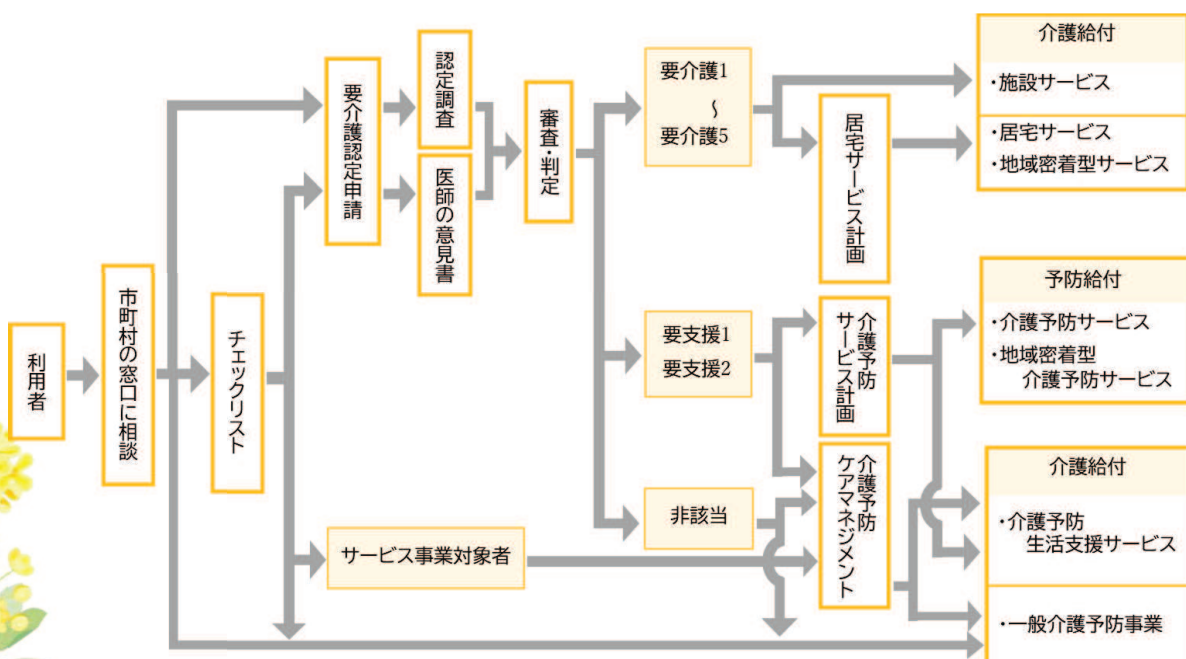 利用者
市町村の窓口に相談
チェックリスト
要介護認定申請
認定調査
医師の意見書
審査・判定
要介護1
〜
要介護5
要支援1
要支援2
非該当
サービス事業対象者
居宅サービス計画
介護予防
サービス計画
介護予防
ケアマネジメント
介護給付
・施設サービス
・居宅サービス
・地域密着型サービス
予防給付
・介護予防サービス
・地域密着型
介護予防サービス
介護給付
・介護予防
生活支援サービス
・一般介護予防事業